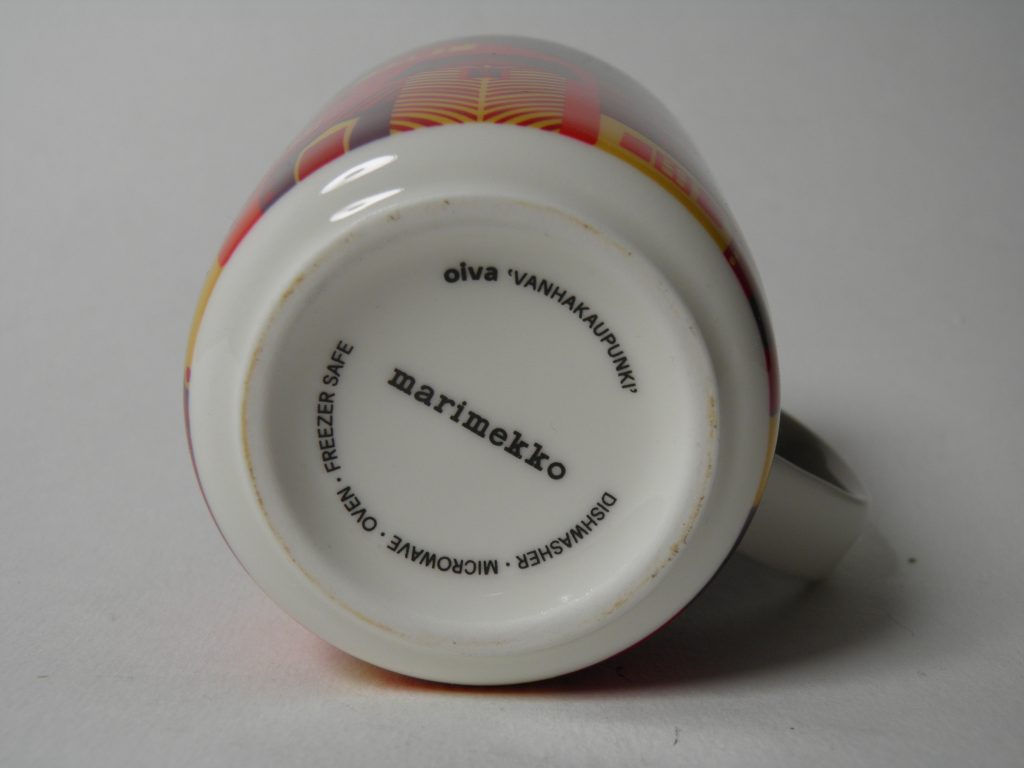 oiva ‘VANHAKAUPUNKI’
marimekko
DISHWASHER · MICROWAVE · OVEN · FREEZER SAFE